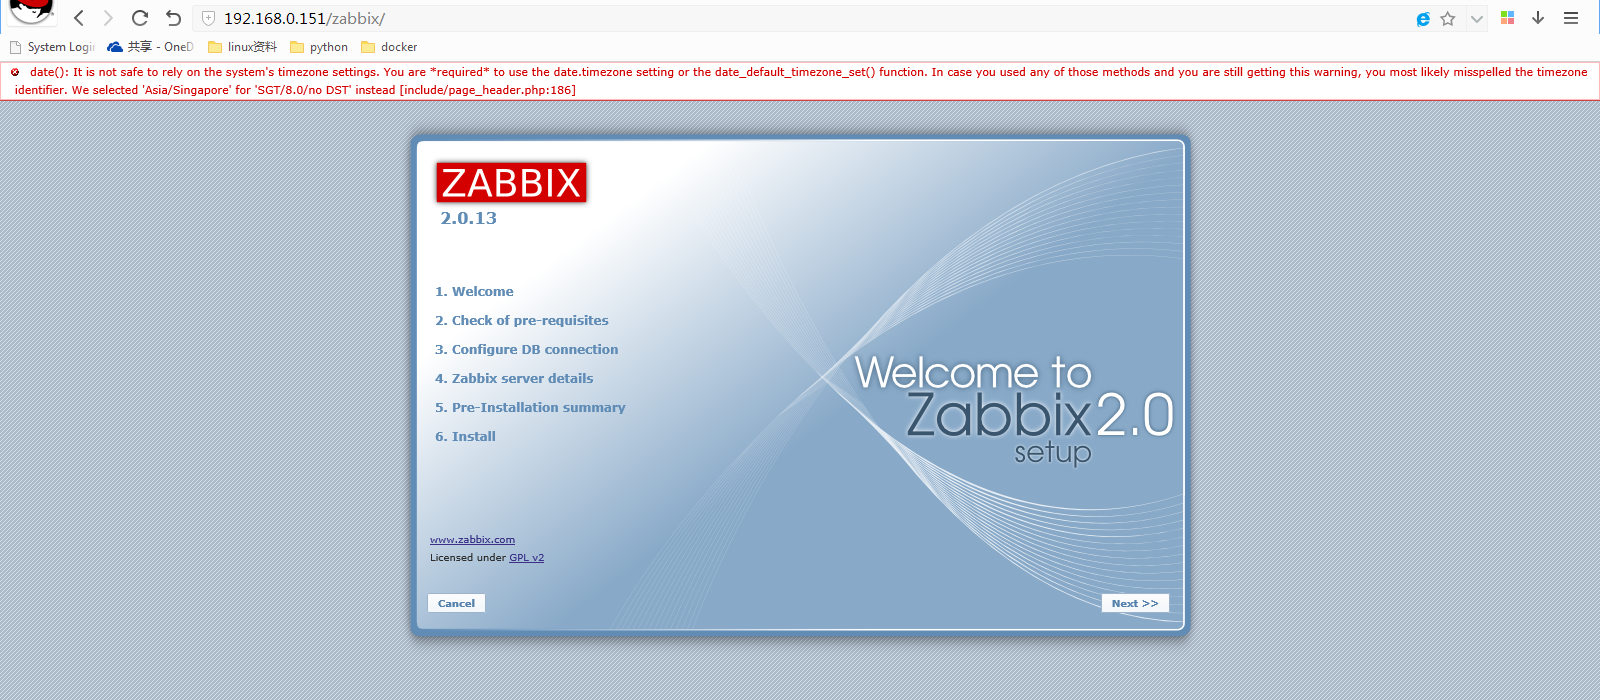 192.168.0.151/zabbix/
System Logi
共享 - OneD
linux资料
python
docker
date(): It is not safe to rely on the system's timezone settings. You are *required* to use the date.timezone setting or the date_default_timezone_set() function. In case you used any of those methods and you are still getting this warning, you most likely misspelled the timezone
identifier. We selected 'Asia/Singapore' for 'SGT/8.0/no DST' instead [include/page_header.php:186]
ZABBIX
2.0.13
1. Welcome
2. Check of pre-requisites
3. Configure DB connection
4. Zabbix server details
5. Pre-Installation summary
6. Install
Welcome to
Zabbix 2.0
setup
www.zabbix.com
Licensed under GPL v2
Cancel
Next >>